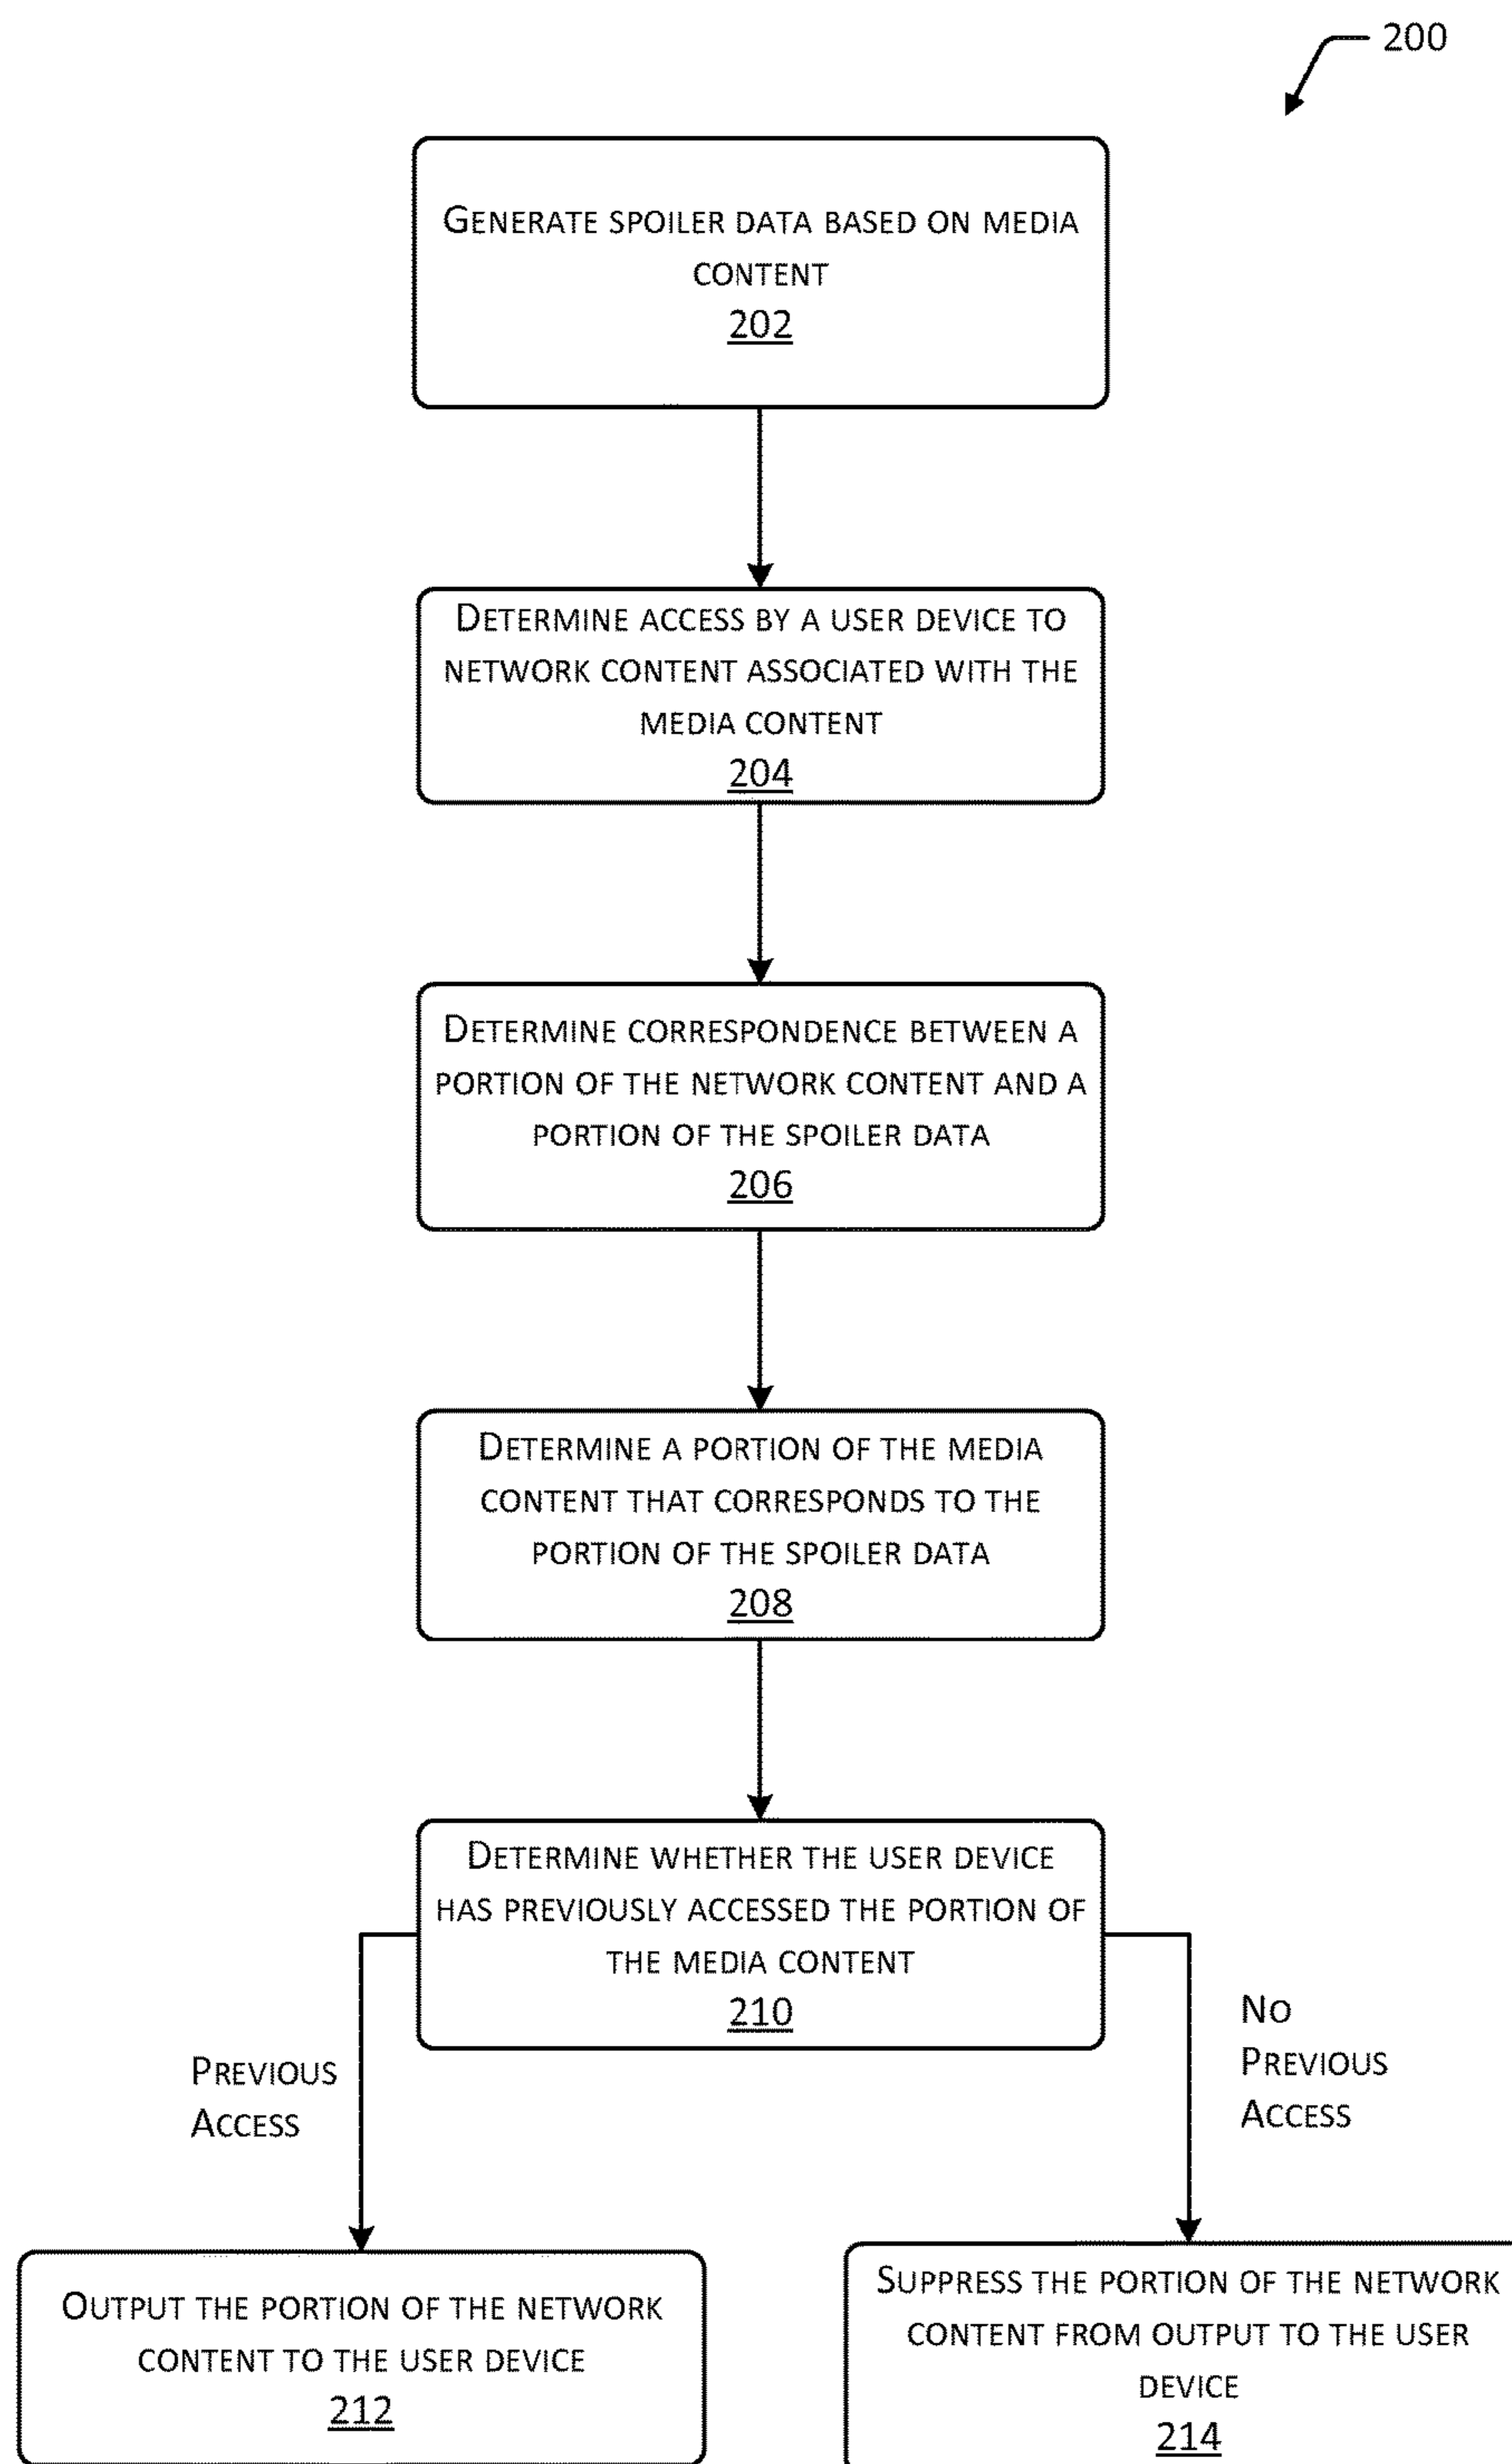 200
GENERATE SPOILER DATA BASED ON MEDIA
CONTENT
202
DETERMINE ACCESS BY A USER DEVICE TO
NETWORK CONTENT ASSOCIATED WITH THE
MEDIA CONTENT
204
DETERMINE CORRESPONDENCE BETWEEN A
PORTION OF THE NETWORK CONTENT AND A
PORTION OF THE SPOILER DATA
206
DETERMINE A PORTION OF THE MEDIA
CONTENT THAT CORRESPONDS TO THE
PORTION OF THE SPOILER DATA
208
DETERMINE WHETHER THE USER DEVICE
HAS PREVIOUSLY ACCESSED THE PORTION OF
THE MEDIA CONTENT
210
PREVIOUS
ACCESS
NO
PREVIOUS
ACCESS
OUTPUT THE PORTION OF THE NETWORK
CONTENT TO THE USER DEVICE
212
SUPPRESS THE PORTION OF THE NETWORK
CONTENT FROM OUTPUT TO THE USER
DEVICE
214